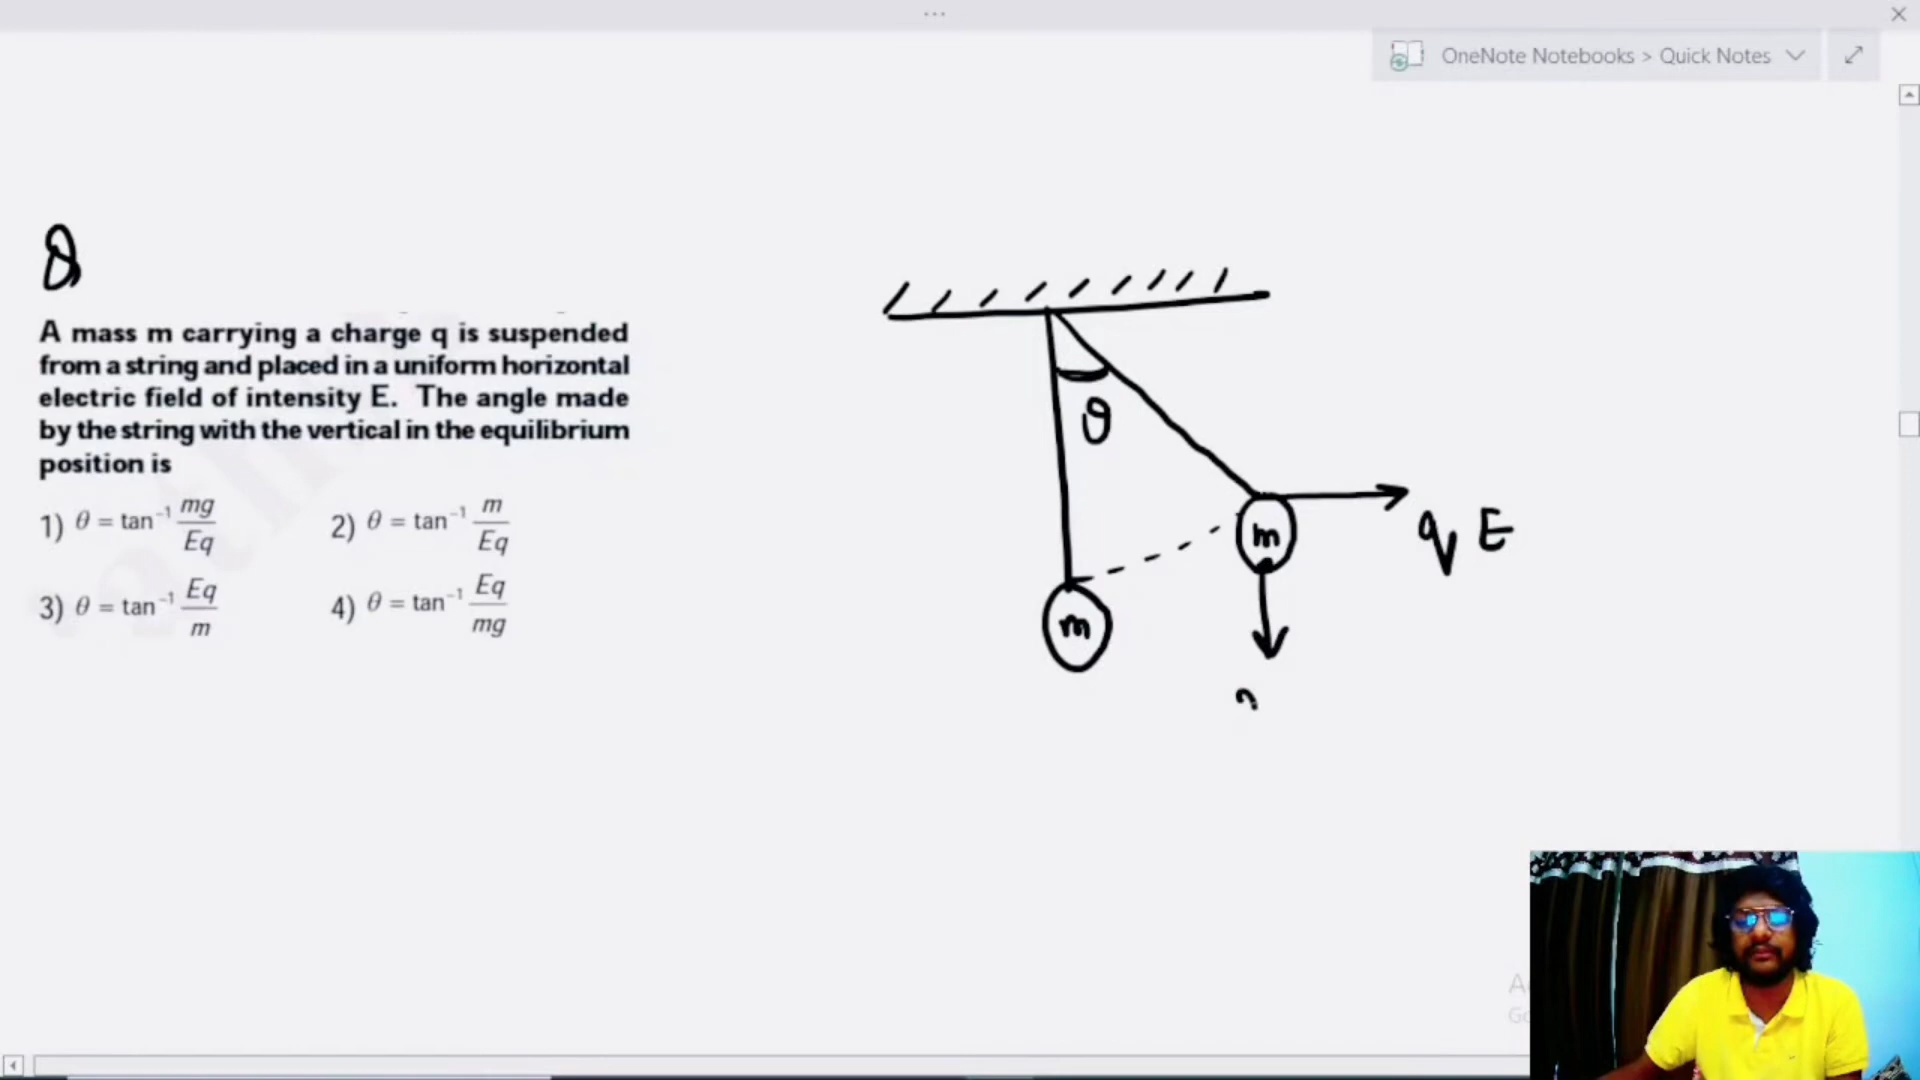 ...
OneNote Notebooks > Quick Notes
Q
A mass m carrying a charge q is suspended
from a string and placed in a uniform horizontal
electric field of intensity E. The angle made
by the string with the vertical in the equilibrium
position is
1) θ = tan⁻¹ mg/Eq 2) θ = tan⁻¹ m/Eq
3) θ = tan⁻¹ Eq/m 4) θ = tan⁻¹ Eq/mg
θ
m
q E
m